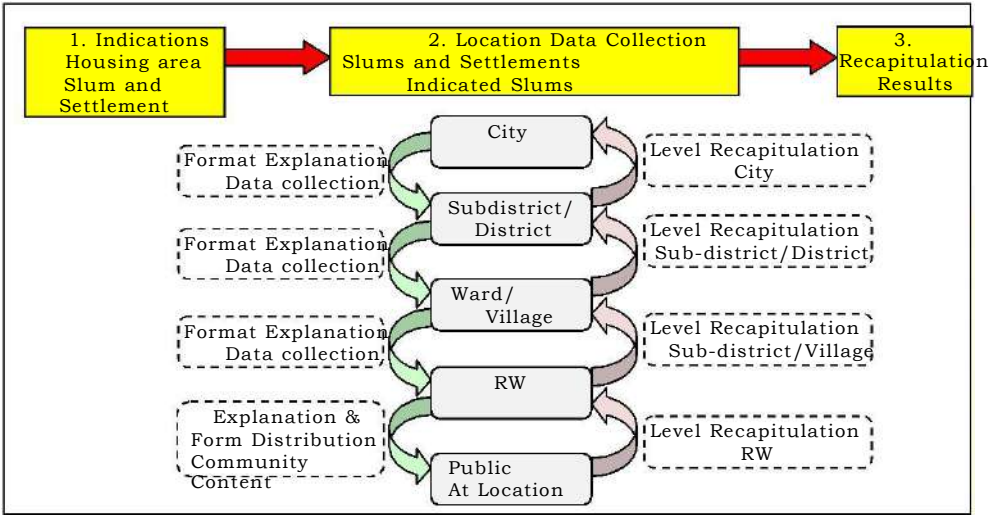 1. Indications
Housing area
Slum and
Settlement
2. Location Data Collection
Slums and Settlements
Indicated Slums
3.
Recapitulation
Results
City
Format Explanation
Data collection
Level Recapitulation
City
Subdistrict/
District
Format Explanation
Data collection
Level Recapitulation
Sub-district/District
Ward/
Village
Format Explanation
Data collection
Level Recapitulation
Sub-district/Village
RW
Explanation &
Form Distribution
Community
Content
Level Recapitulation
RW
Public
At Location